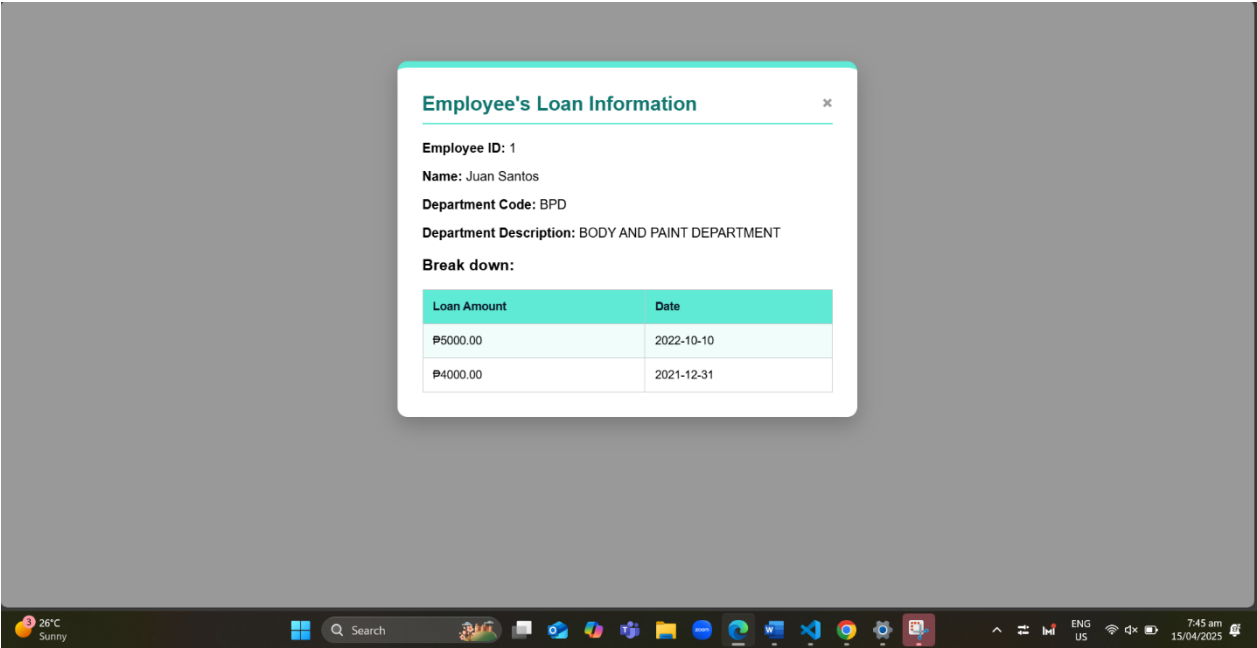 Employee's Loan Information ×
Employee ID: 1
Name: Juan Santos
Department Code: BPD
Department Description: BODY AND PAINT DEPARTMENT
Break down:
Loan Amount Date
₱5000.00 2022-10-10
₱4000.00 2021-12-31
3 26°C
Sunny
Search
zoom
ENG
US
7:45 am
15/04/2025